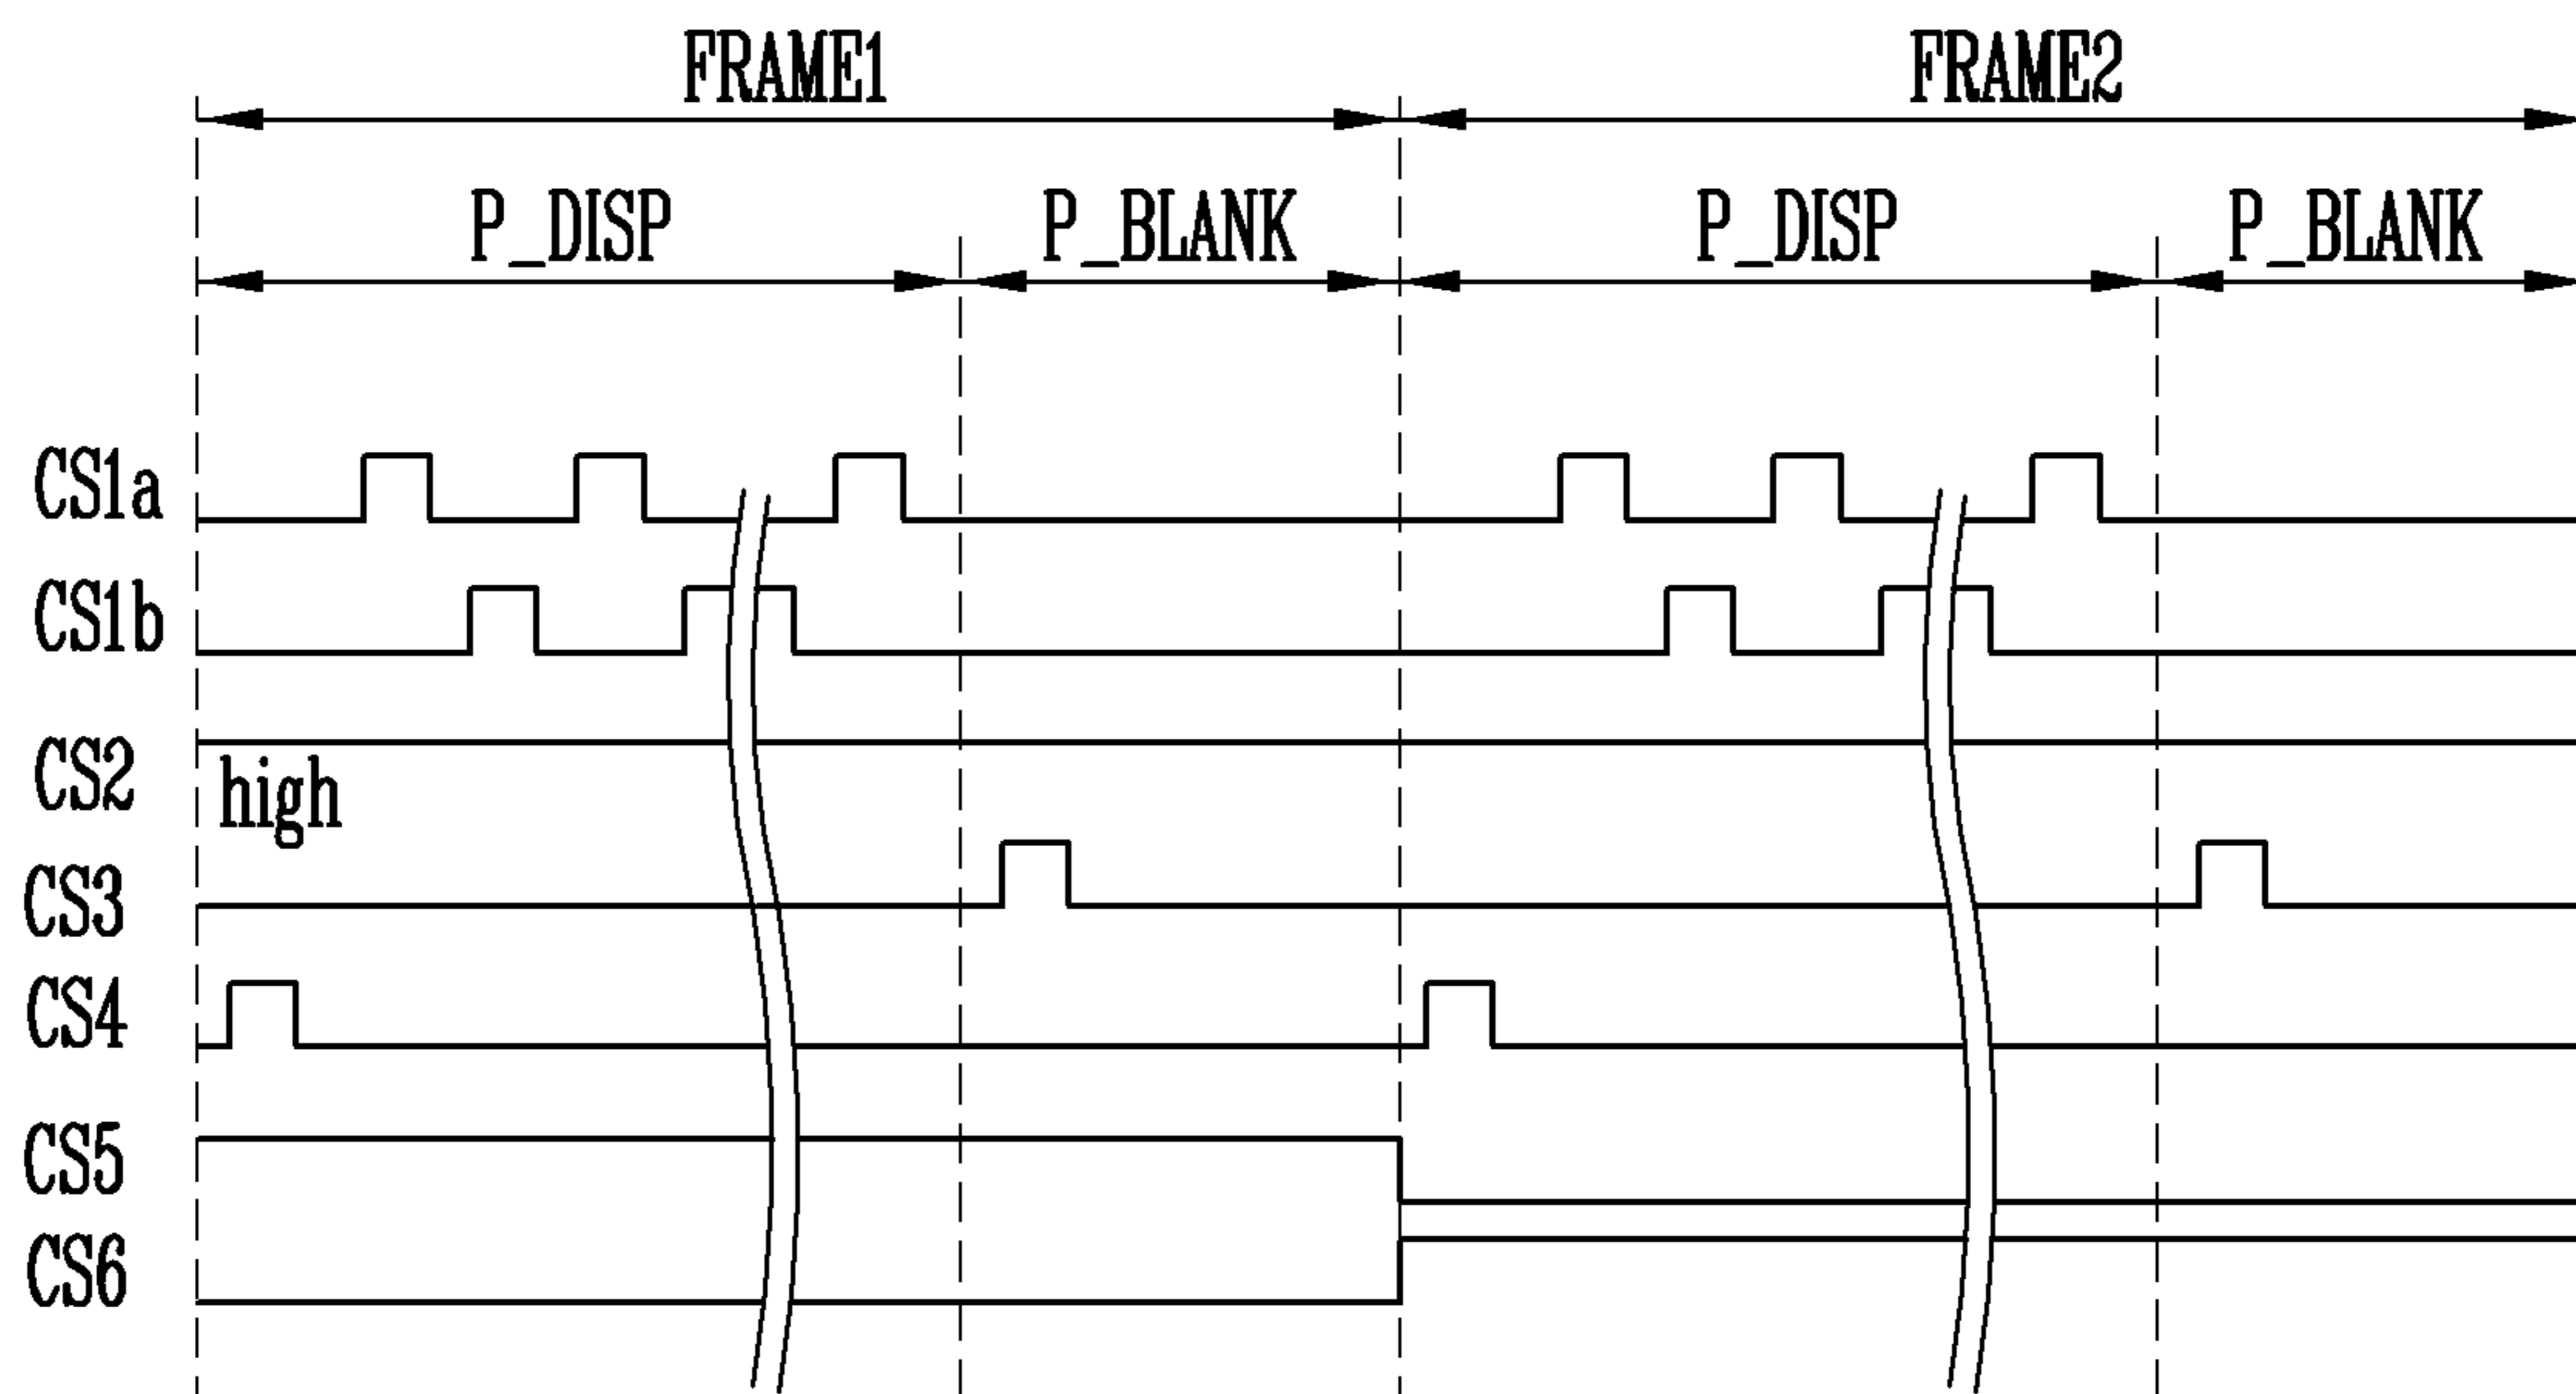 FRAME1 FRAME2
P_DISP P_BLANK P_DISP P_BLANK
CS1a
CS1b
CS2
high
CS3
CS4
CS5
CS6